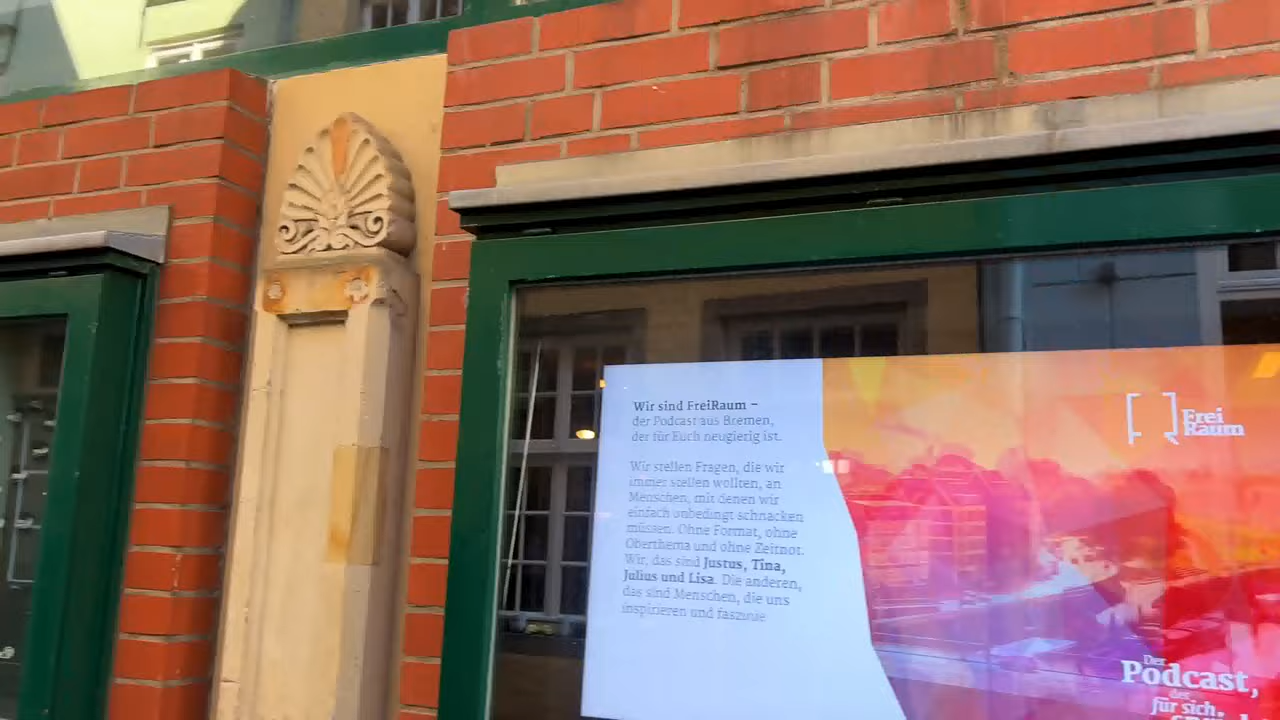 Wir sind FreiRaum –
der Podcast aus Bremen,
der für Euch neugierig ist.
Wir stellen Fragen, die wir
immer stellen wollten, an
Menschen, mit denen wir
einfach unbedingt schnacken
müssen. Ohne Format, ohne
Oberthema und ohne Zeitnot.
Wir, das sind Justus, Tina,
Julius und Lisa. Die anderen,
das sind Menschen, die uns
inspirieren und faszinie
Frei
Raum
Der
Podcast,
der
für sich,